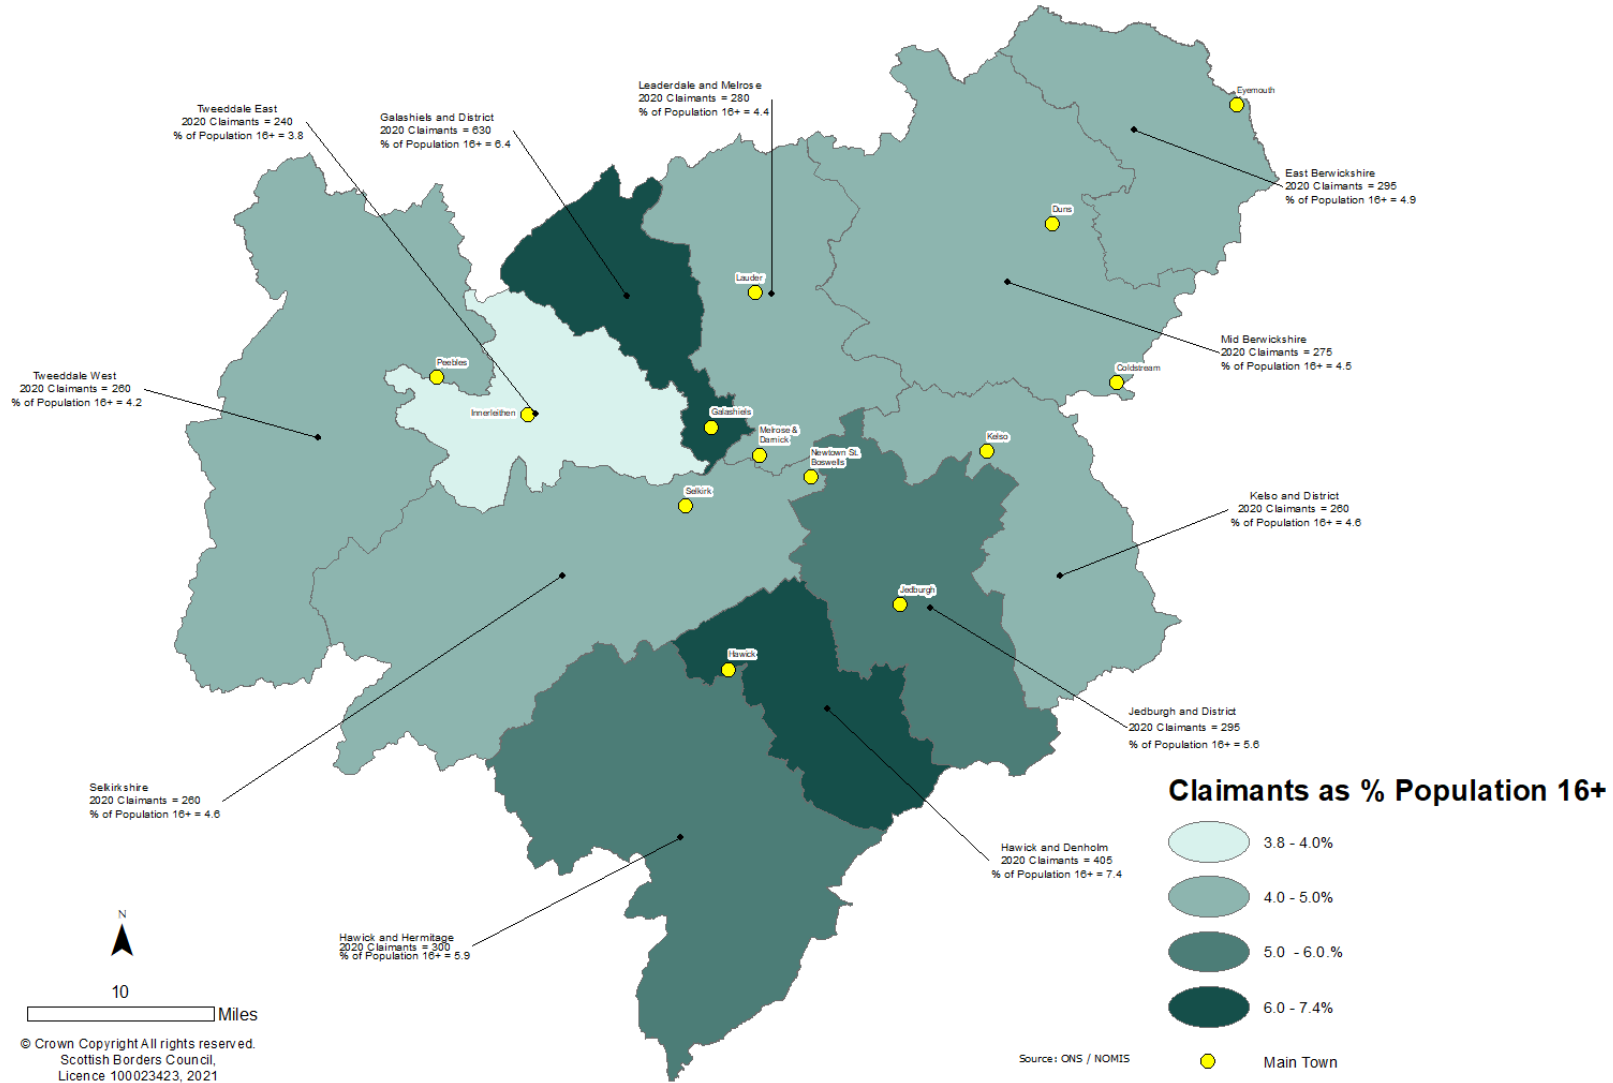 Leaderdale and Melrose
2020 Claimants = 280
% of Population 16+ = 4.4
Tweeddale East
2020 Claimants = 240
% of Population 16+ = 3.8
Galashiels and District
2020 Claimants = 630
% of Population 16+ = 6.4
Eyemouth
East Berwickshire
2020 Claimants = 295
% of Population 16+ = 4.9
Duns
Lauder
Mid Berwickshire
2020 Claimants = 275
% of Population 16+ = 4.5
Peebles
Coldstream
Tweeddale West
2020 Claimants = 260
% of Population 16+ = 4.2
Innerleithen
Galashiels
Melrose &
Darnick
Kelso
Newtown St.
Boswells
Selkirk
Kelso and District
2020 Claimants = 260
% of Population 16+ = 4.6
Jedburgh
Hawick
Jedburgh and District
2020 Claimants = 295
% of Population 16+ = 5.6
Selkirkshire
2020 Claimants = 260
% of Population 16+ = 4.6
Hawick and Denholm
2020 Claimants = 405
% of Population 16+ = 7.4
Hawick and Hermitage
2020 Claimants = 300
% of Population 16+ = 5.9
Claimants as % Population 16+
3.8 - 4.0%
4.0 - 5.0%
5.0 - 6.0.%
6.0 - 7.4%
Main Town
Source: ONS / NOMIS
N
10
Miles
© Crown Copyright All rights reserved.
Scottish Borders Council,
Licence 100023423, 2021